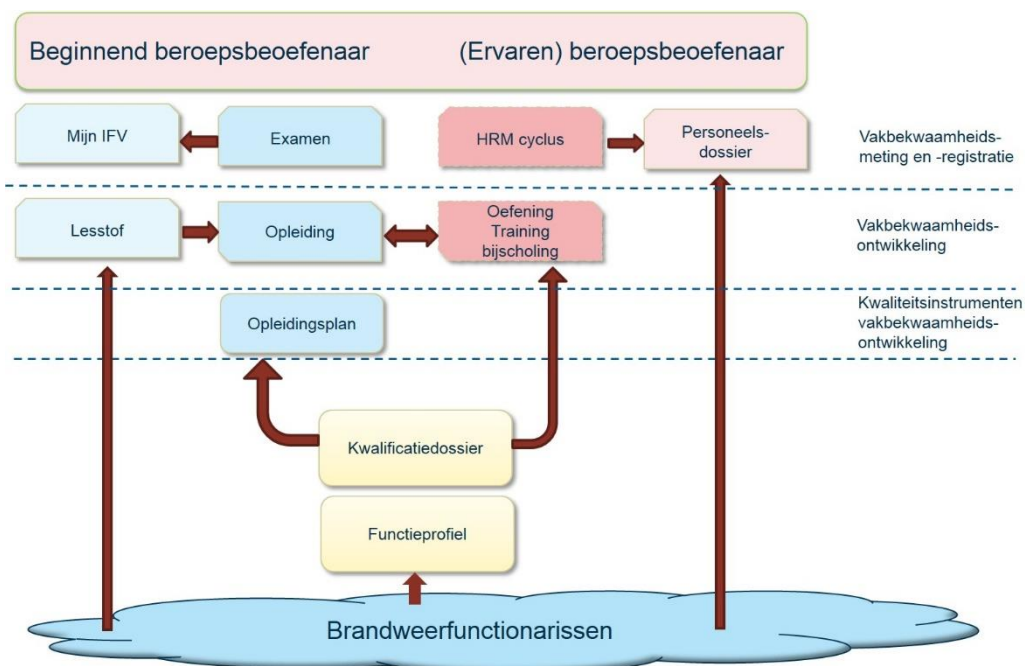 Beginnend beroepsbeoefenaar
(Ervaren) beroepsbeoefenaar
Mijn IFV
Examen
HRM cyclus
Personeels-
dossier
Vakbekwaamheids-
meting en -registratie
Lesstof
Opleiding
Oefening
Training
bijscholing
Vakbekwaamheids-
ontwikkeling
Opleidingsplan
Kwaliteitsinstrumenten
vakbekwaamheids-
ontwikkeling
Kwalificatiedossier
Functieprofiel
Brandweerfunctionarissen